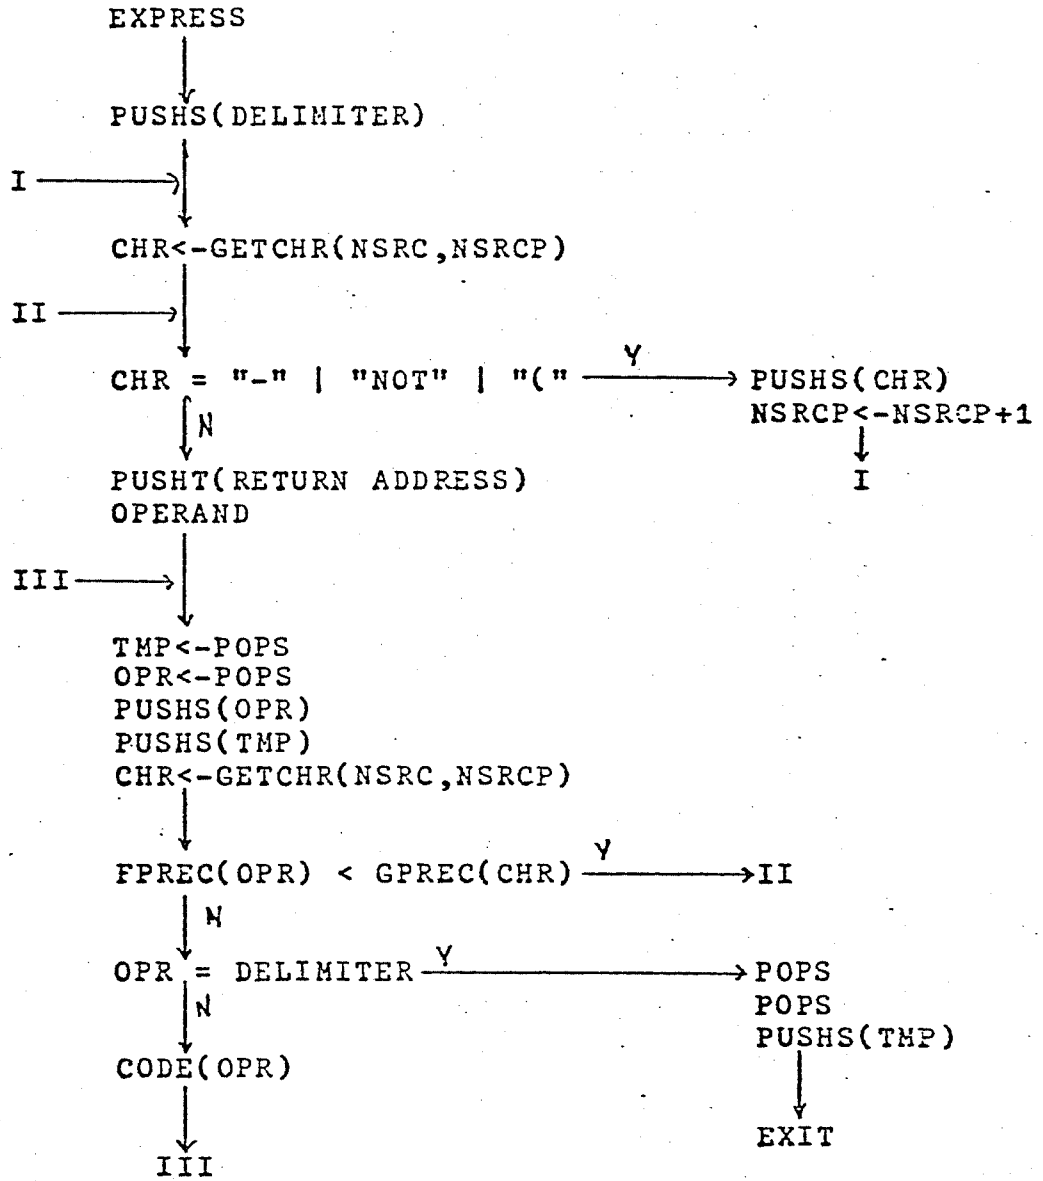 EXPRESS
PUSHS(DELIMITER)
I
CHR<-GETCHR(NSRC,NSRCP)
II
CHR = "-" | "NOT" | "(" Y PUSHS(CHR)
NSRCP<-NSRCP+1
N
I
PUSHT(RETURN ADDRESS)
OPERAND
III
TMP<-POPS
OPR<-POPS
PUSHS(OPR)
PUSHS(TMP)
CHR<-GETCHR(NSRC,NSRCP)
FPREC(OPR) < GPREC(CHR) Y II
N
OPR = DELIMITER Y POPS
POPS
N
PUSHS(TMP)
CODE(OPR)
EXIT
III